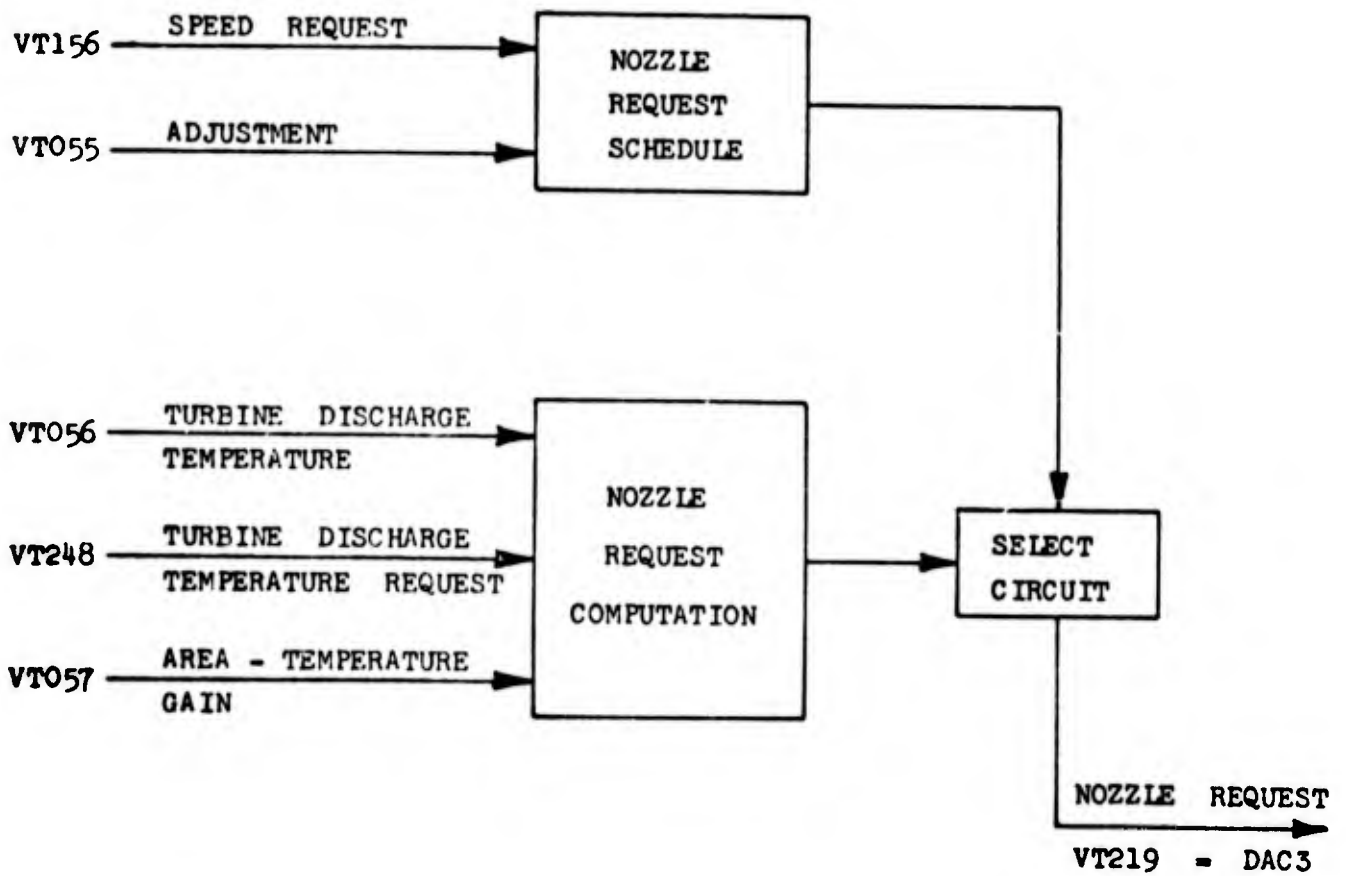 VT156 SPEED REQUEST
VT055 ADJUSTMENT
NOZZLE
REQUEST
SCHEDULE
VT056 TURBINE DISCHARGE
TEMPERATURE
VT248 TURBINE DISCHARGE
TEMPERATURE REQUEST
VT057 AREA - TEMPERATURE
GAIN
NOZZLE
REQUEST
COMPUTATION
SELECT
CIRCUIT
NOZZLE REQUEST
VT219 = DAC3